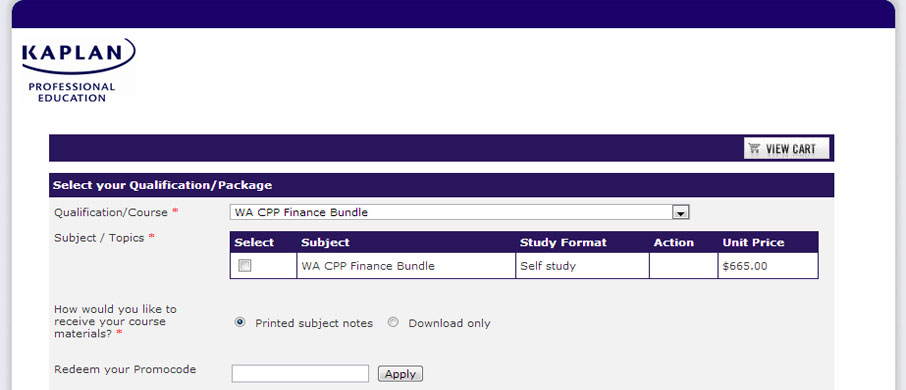 KAPLAN
PROFESSIONAL
EDUCATION
VIEW CART
Select your Qualification/Package
Qualification/Course * WA CPP Finance Bundle
Subject / Topics *
Select Subject Study Format Action Unit Price
WA CPP Finance Bundle Self study $665.00
How would you like to
receive your course
materials? *
Printed subject notes Download only
Redeem your Promocode Apply